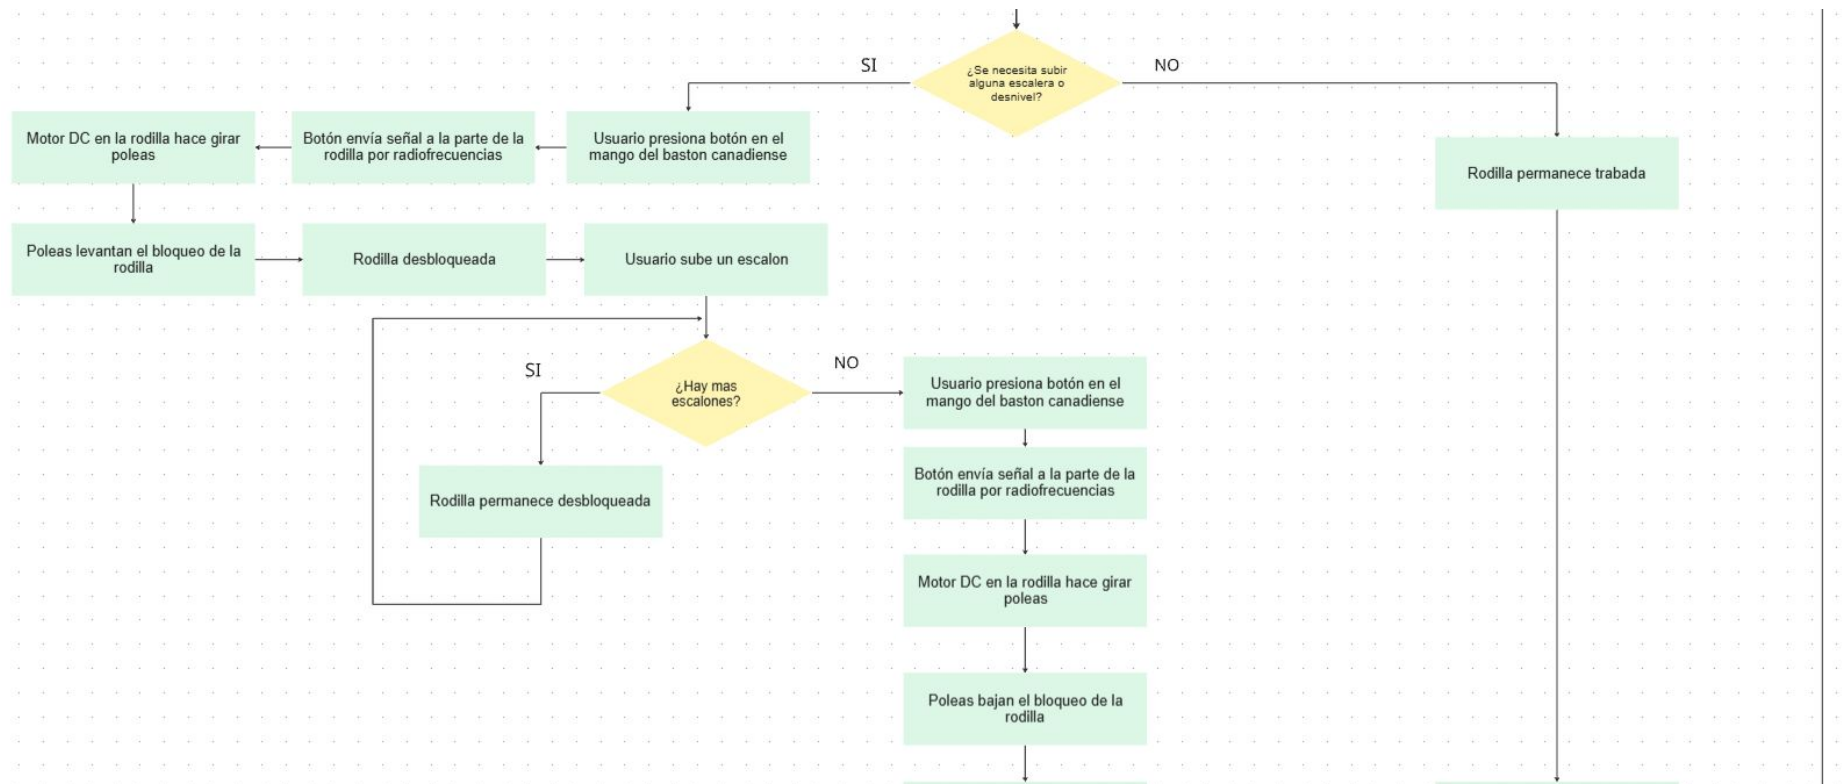 ¿Se necesita subir
alguna escalera o
desnivel?
SI
NO
Usuario presiona botón en el
mango del baston canadiense
Botón envía señal a la parte de la
rodilla por radiofrecuencias
Motor DC en la rodilla hace girar
poleas
Rodilla permanece trabada
Poleas levantan el bloqueo de la
rodilla
Rodilla desbloqueada
Usuario sube un escalon
¿Hay mas
escalones?
SI
NO
Rodilla permanece desbloqueada
Usuario presiona botón en el
mango del baston canadiense
Botón envía señal a la parte de la
rodilla por radiofrecuencias
Motor DC en la rodilla hace girar
poleas
Poleas bajan el bloqueo de la
rodilla